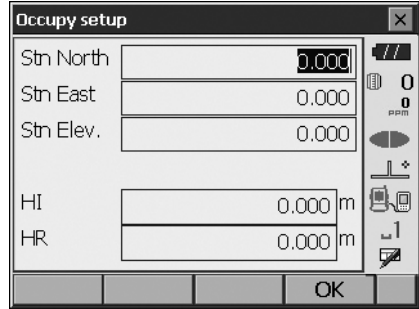 Occupy setup
Stn North 0.000
Stn East 0.000
Stn Elev. 0.000
HI 0.000 m
HR 0.000 m
OK
0
0
ppm
1